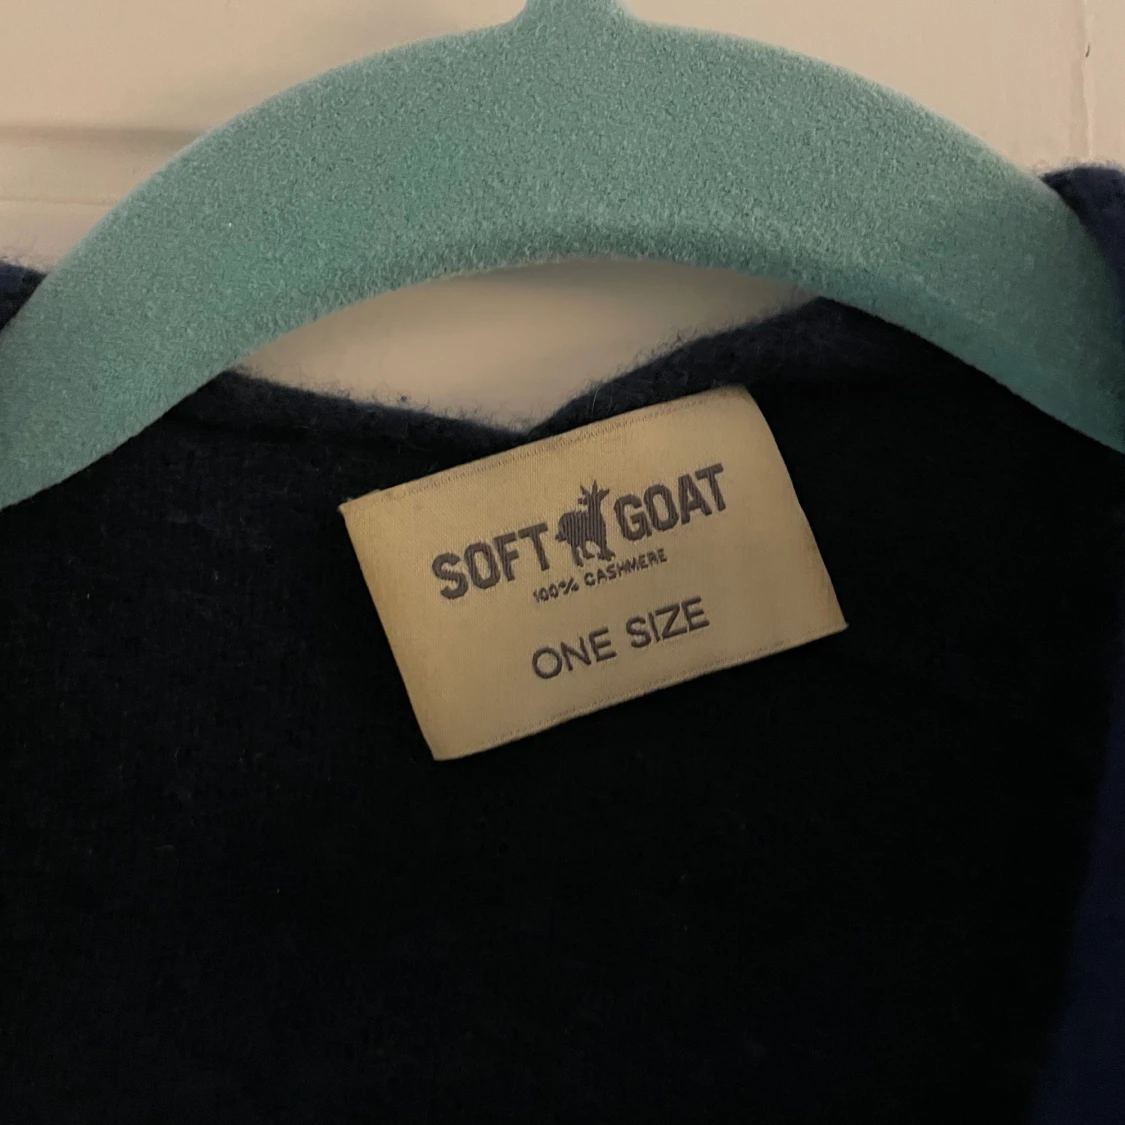 SOFT GOAT
100% CASHMERE
ONE SIZE